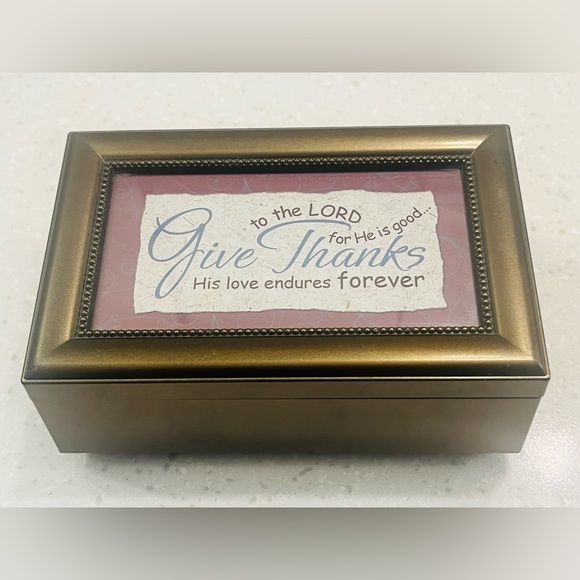 to the LORD
for He is good...
Give Thanks
His love endures forever